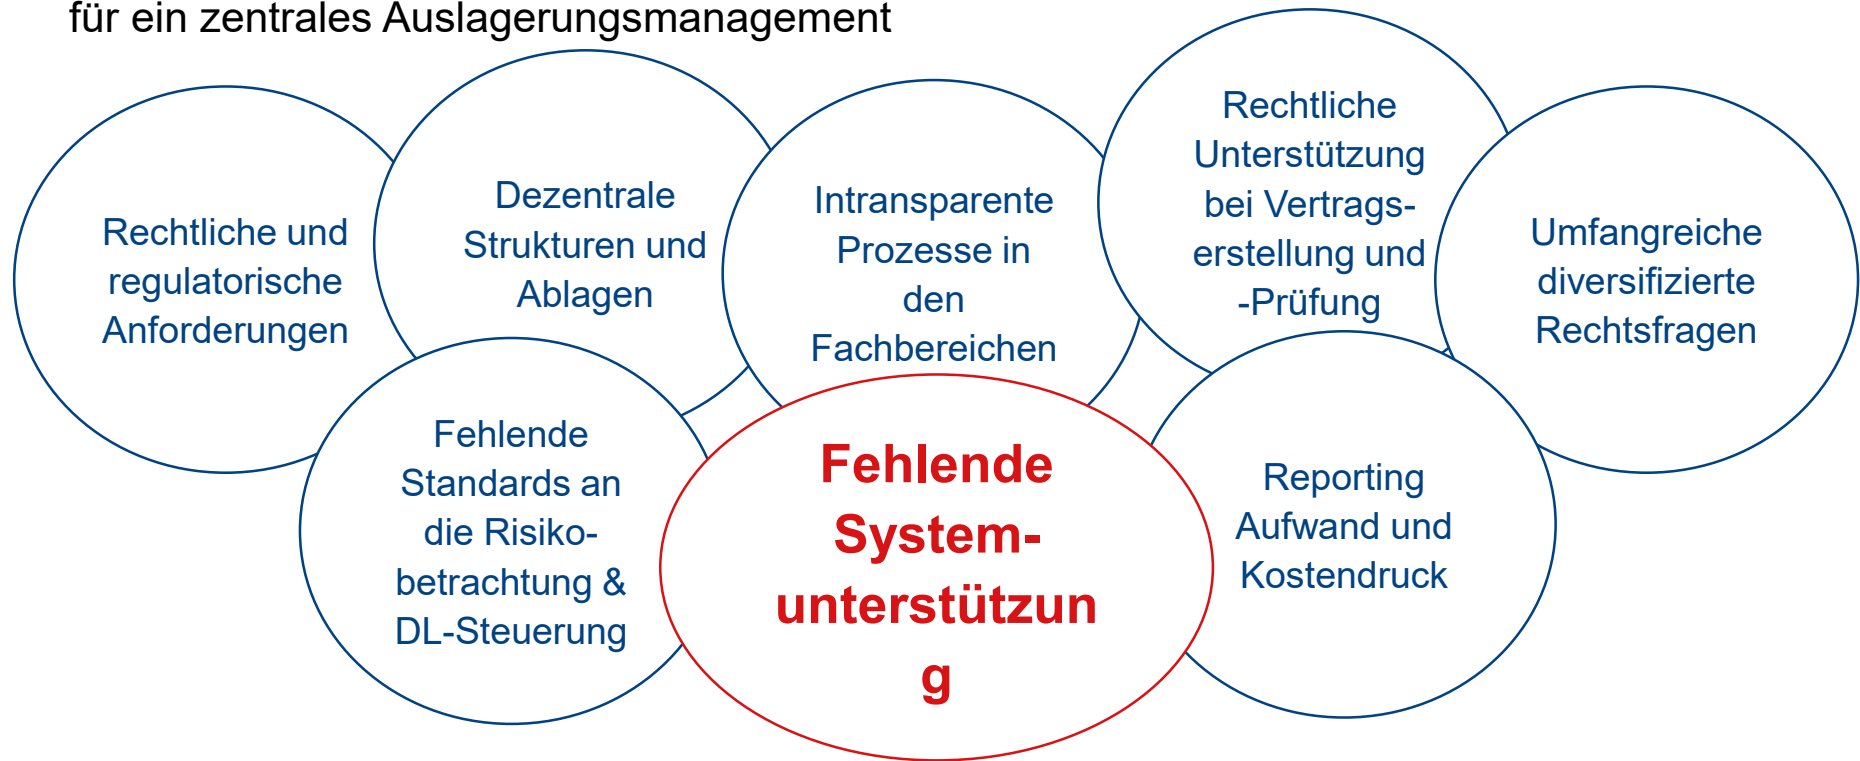 für ein zentrales Auslagerungsmanagement
Rechtliche und
regulatorische
Anforderungen
Dezentrale
Strukturen und
Ablagen
Intransparente
Prozesse in
den
Fachbereichen
Rechtliche
Unterstützung
bei Vertrags-
erstellung und
-Prüfung
Umfangreiche
diversifizierte
Rechtsfragen
Fehlende
Standards an
die Risiko-
betrachtung &
DL-Steuerung
Fehlende
System-
unterstützun
g
Reporting
Aufwand und
Kostendruck